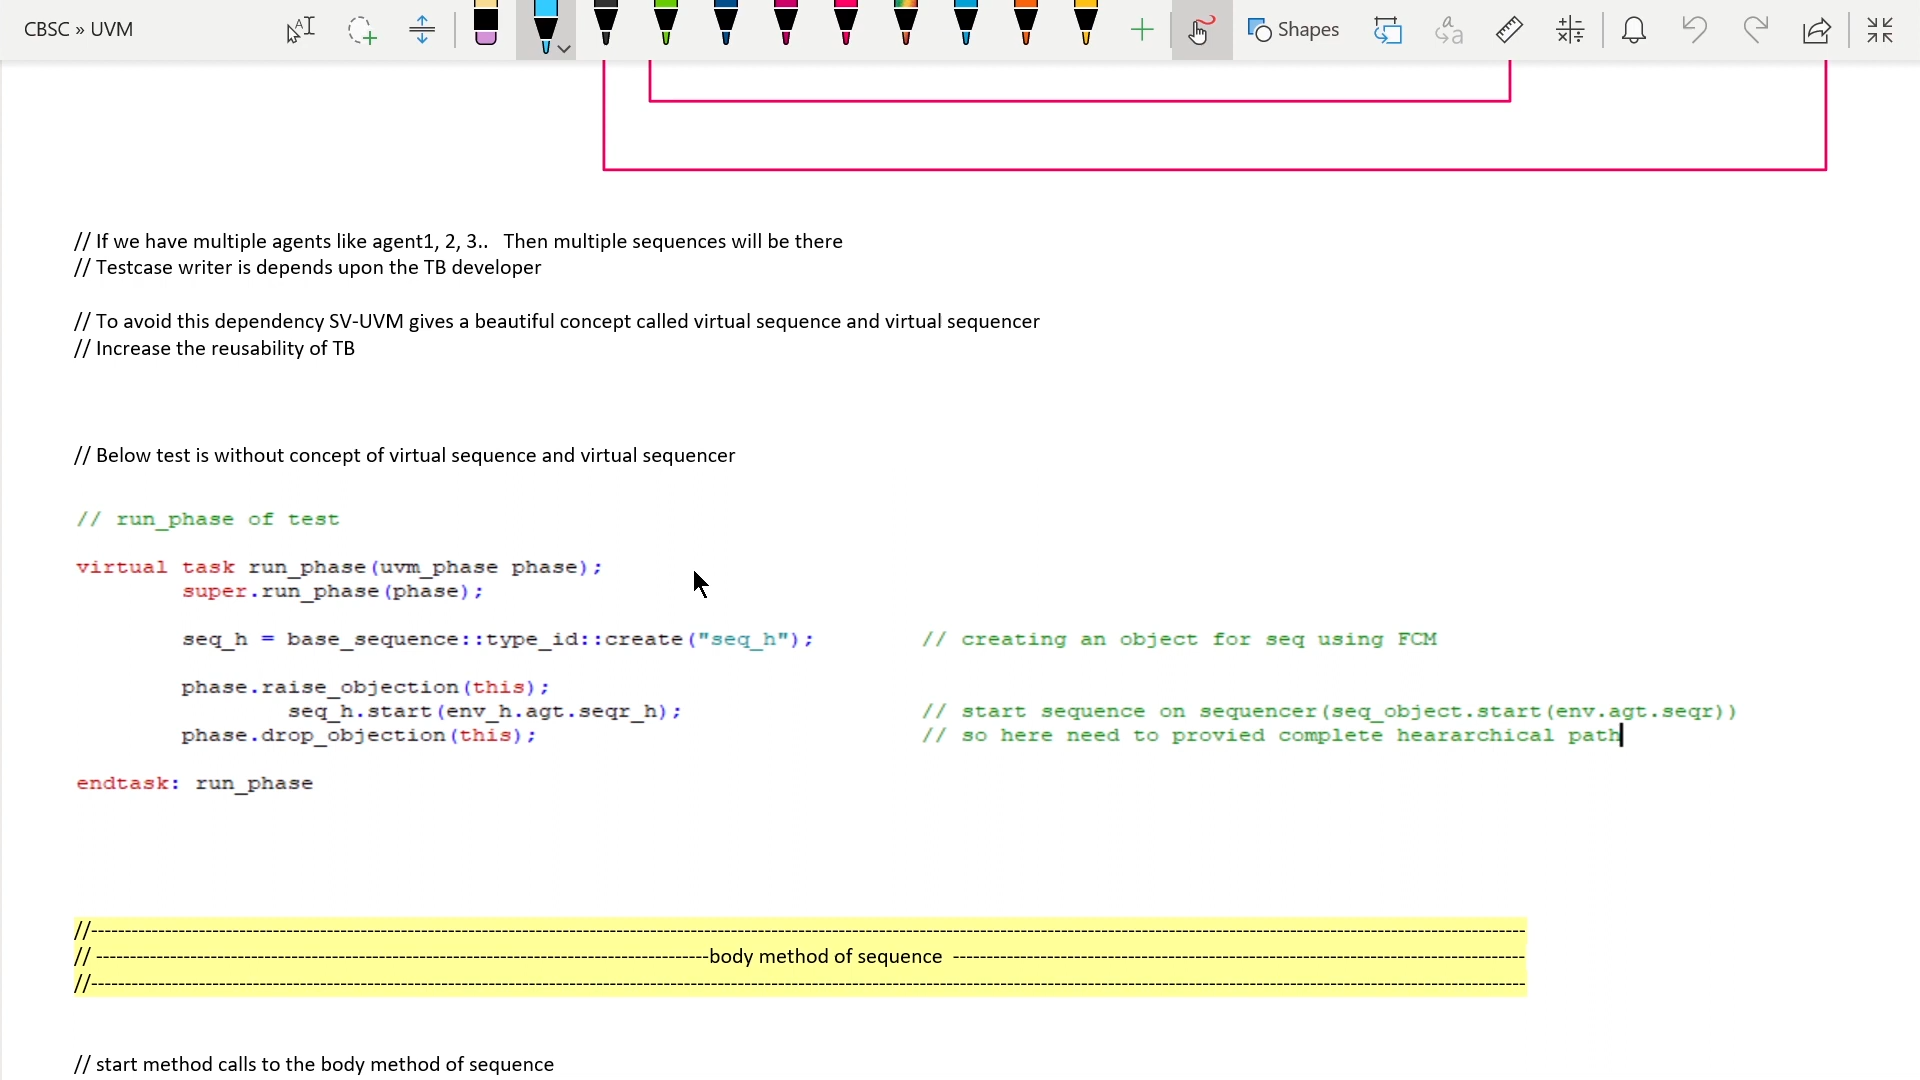 CBSC » UVM
Shapes
// If we have multiple agents like agent1, 2, 3.. Then multiple sequences will be there
// Testcase writer is depends upon the TB developer
// To avoid this dependency SV-UVM gives a beautiful concept called virtual sequence and virtual sequencer
// Increase the reusability of TB
// Below test is without concept of virtual sequence and virtual sequencer
// run_phase of test
virtual task run_phase(uvm_phase phase);
super.run_phase(phase);
seq_h = base_sequence::type_id::create("seq_h"); // creating an object for seq using FCM
phase.raise_objection(this);
seq_h.start(env_h.agt.seqr_h); // start sequence on sequencer(seq_object.start(env.agt.seqr))
phase.drop_objection(this); // so here need to provied complete heararchical path
endtask: run_phase
//------------------------------------------------------------
// ------------------------------body method of sequence ------------------------------
//------------------------------------------------------------
// start method calls to the body method of sequence